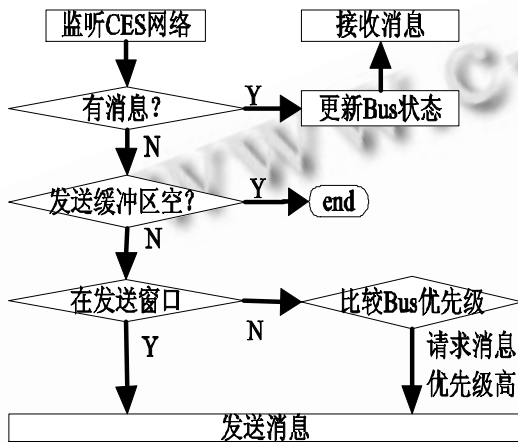 监听CES网络
接收消息
有消息?
Y
更新Bus状态
N
发送缓冲区空?
Y
end
N
在发送窗口
N
比较Bus优先级
Y
请求消息
优先级高
发送消息
www.c